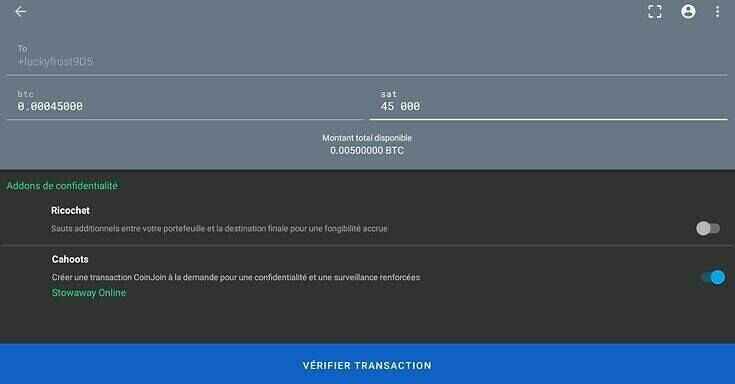 To
+luckyfrost9D5
btc
sat
0.00045000
45 000
Montant total disponible
0.00500000 BTC
Addons de confidentialité
Ricochet
Sauts additionnels entre votre portefeuille et la destination finale pour une fongibilité accrue
Cahoots
Créer une transaction CoinJoin à la demande pour une confidentialité et une surveillance renforcées
Stowaway Online
VÉRIFIER TRANSACTION